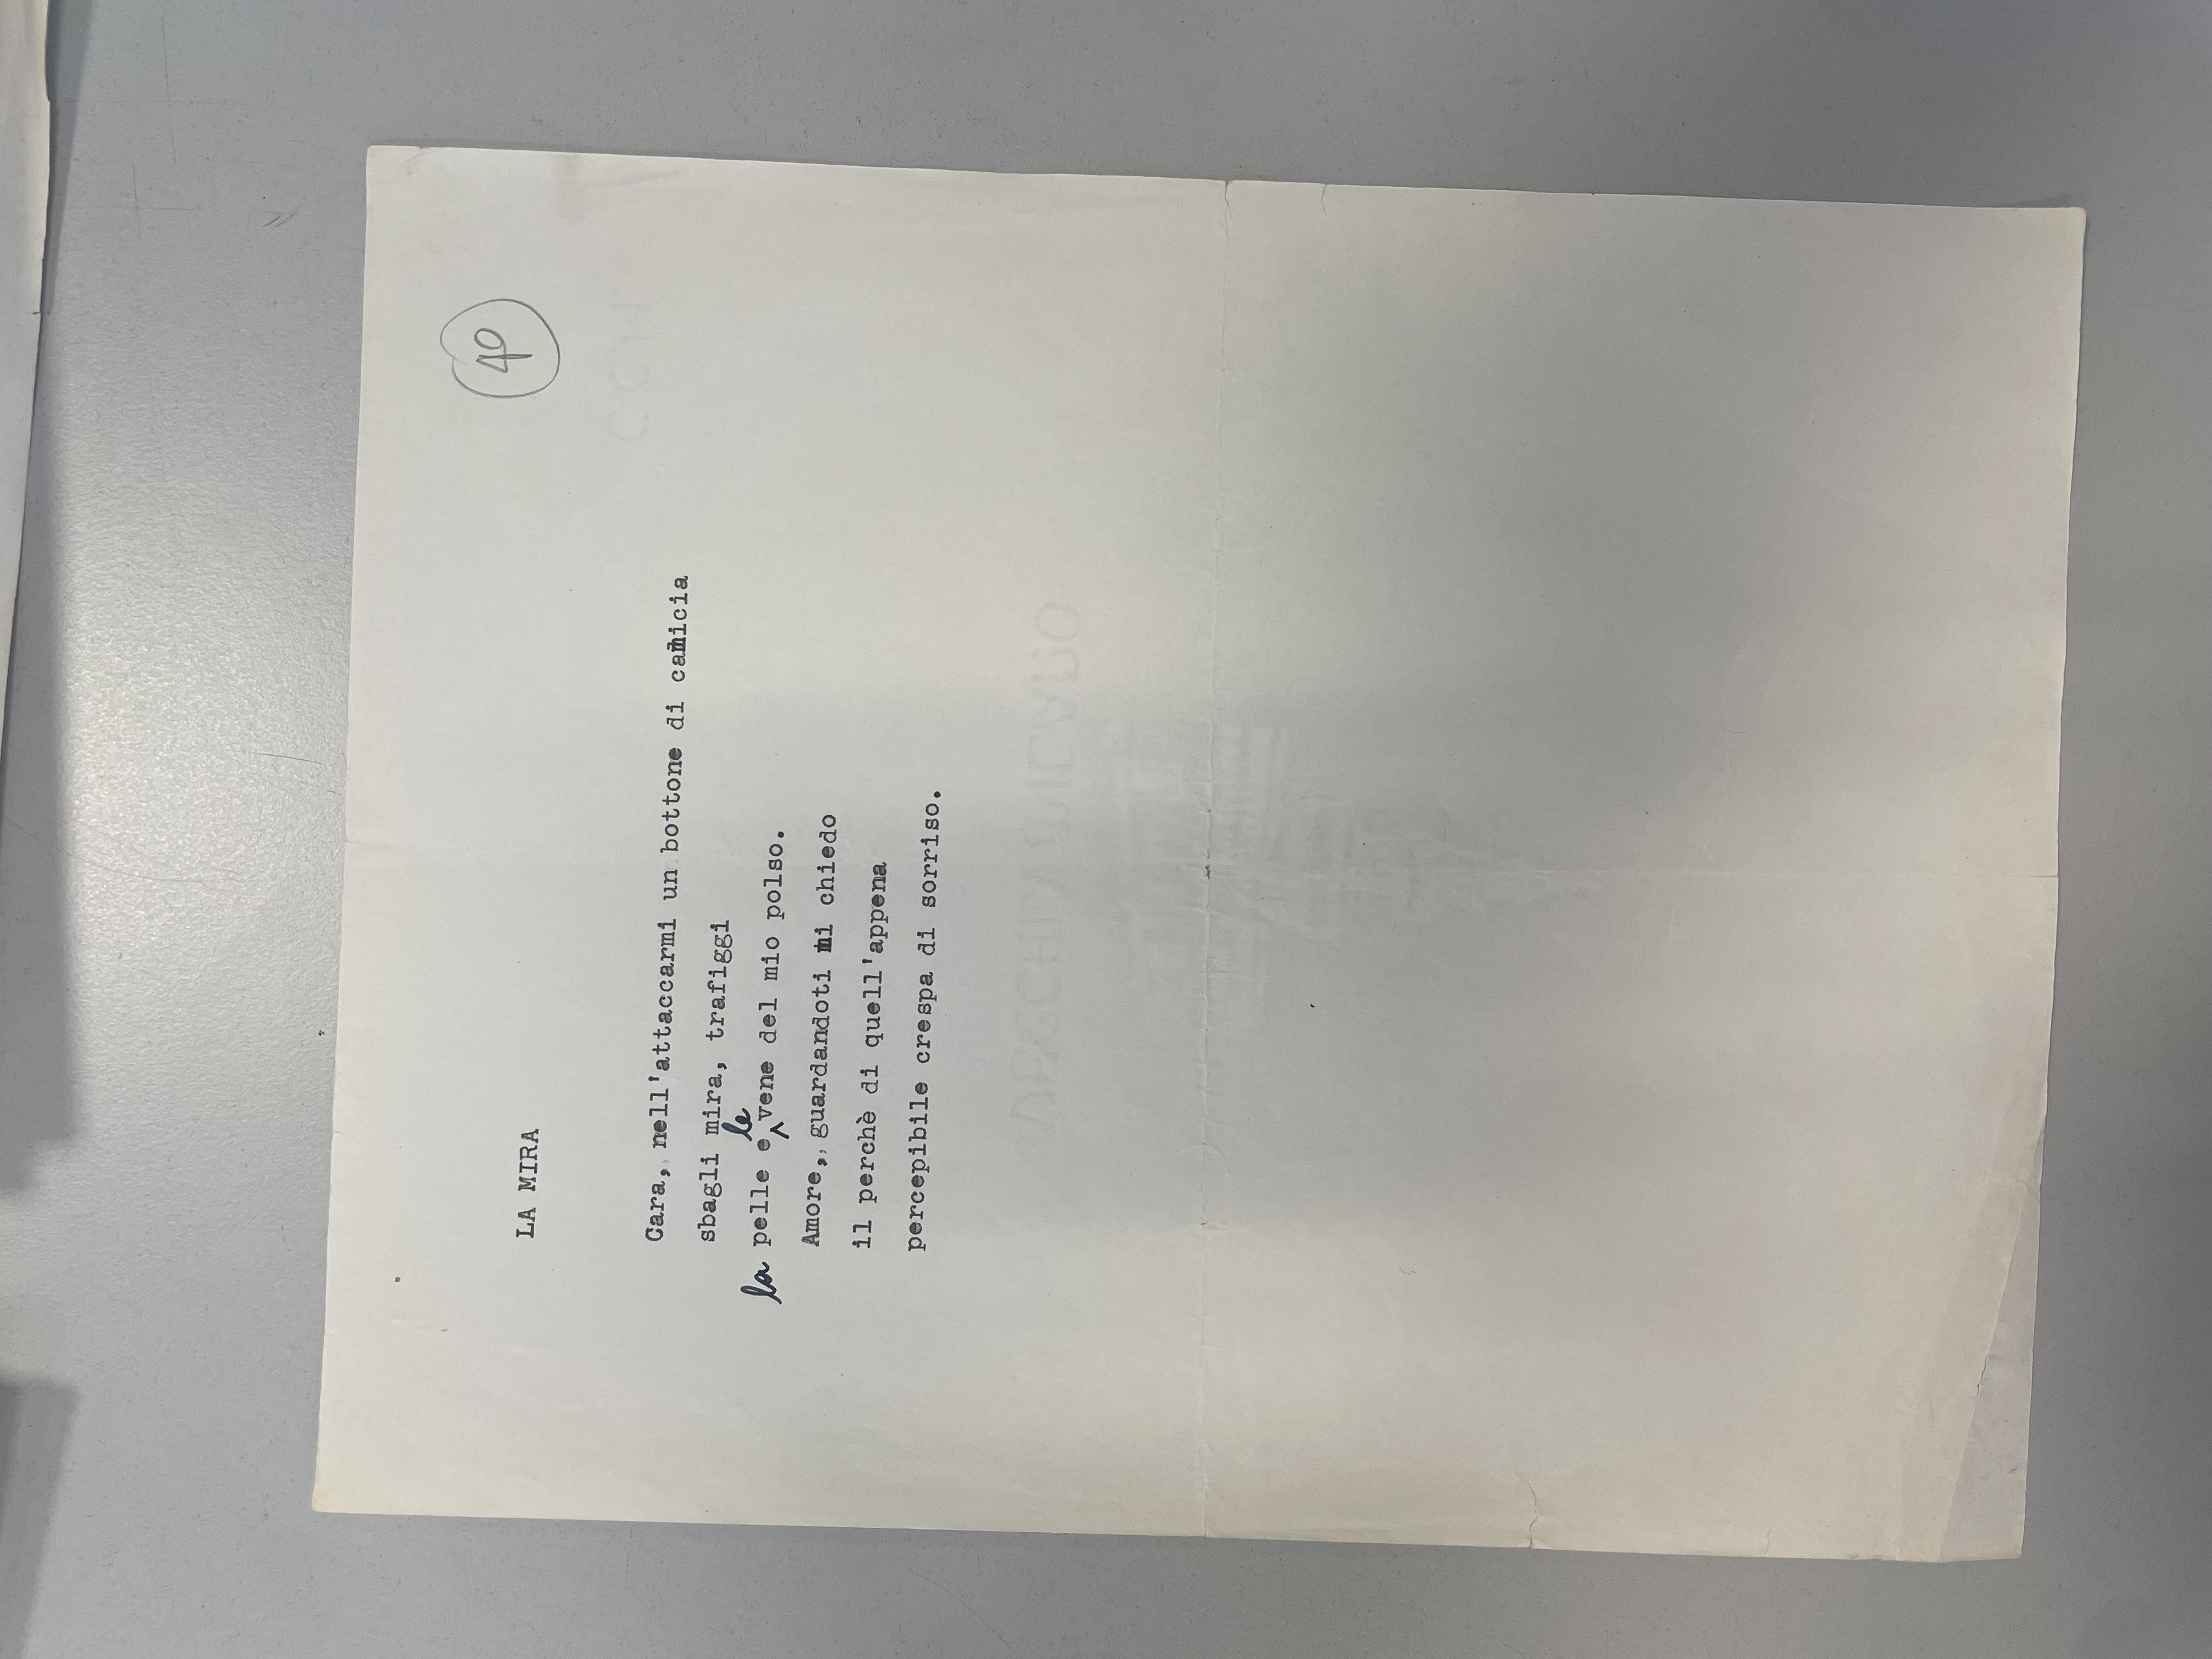 40
LA MIRA
Cara, nell'attaccarmi un bottone di camicia
sbagli mira, trafiggi
la pelle e le vene del mio polso.
Amore, guardandoti mi chiedo
il perchè di quell'appena
percepibile crespa di sorriso.